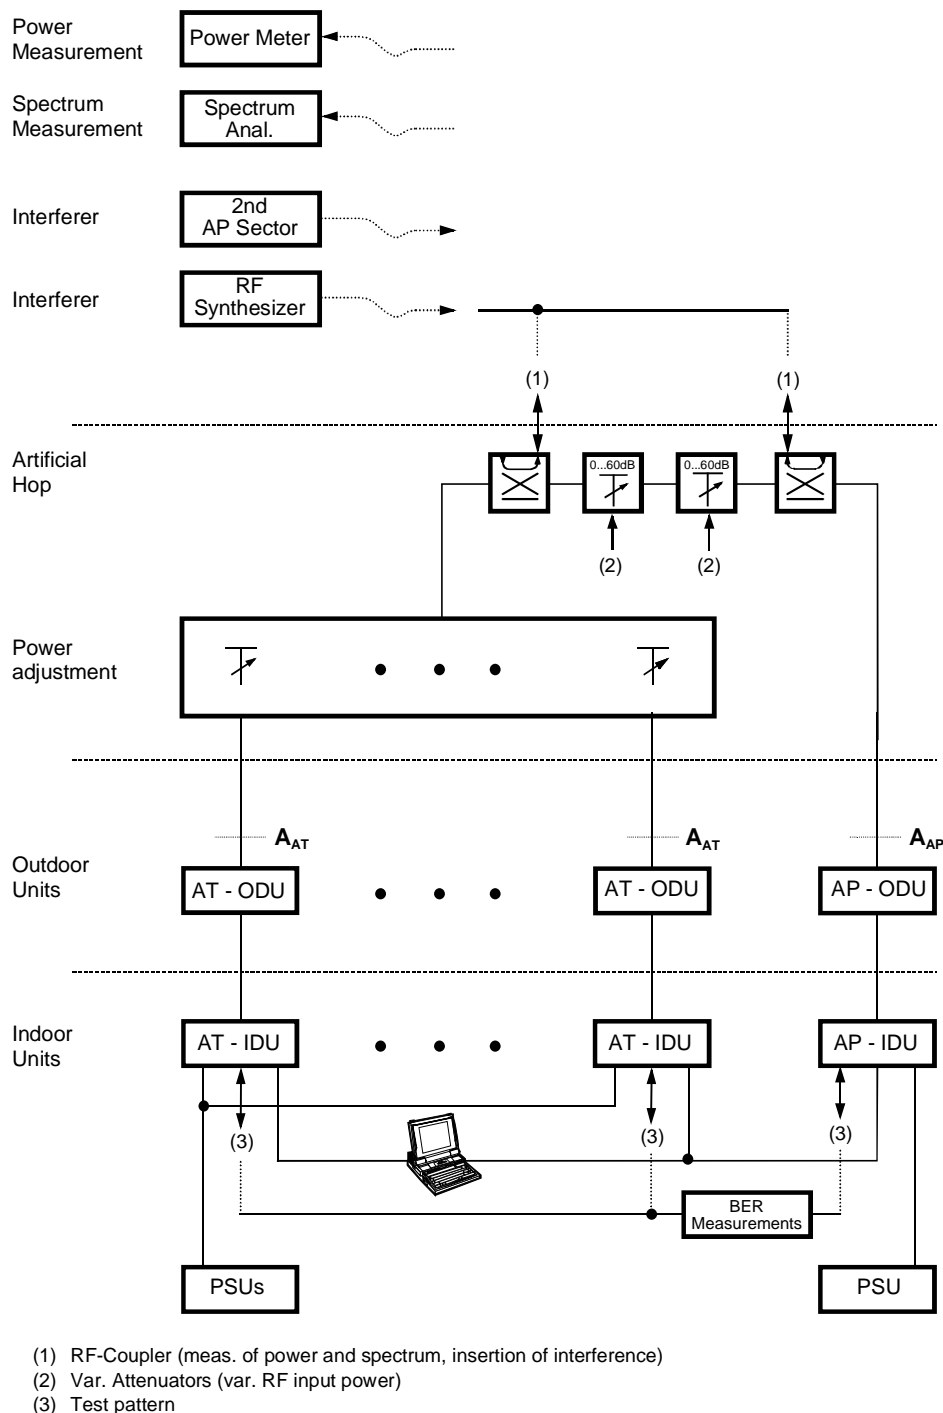 Power
Measurement
Power Meter
Spectrum
Measurement
Spectrum
Anal.
Interferer
2nd
AP Sector
Interferer
RF
Synthesizer
(1)
(1)
Artificial
Hop
0...60dB
0...60dB
(2)
(2)
Power
adjustment
A_AT
A_AT
A_AP
Outdoor
Units
AT - ODU
AT - ODU
AP - ODU
Indoor
Units
AT - IDU
AT - IDU
AP - IDU
(3)
(3)
(3)
BER
Measurements
PSUs
PSU
(1) RF-Coupler (meas. of power and spectrum, insertion of interference)
(2) Var. Attenuators (var. RF input power)
(3) Test pattern